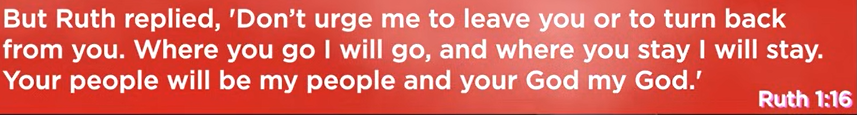 But Ruth replied, 'Don’t urge me to leave you or to turn back
from you. Where you go I will go, and where you stay I will stay.
Your people will be my people and your God my God.'
Ruth 1:16